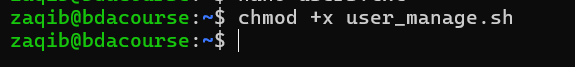 zaqib@bdacourse:~$ chmod +x user_manage.sh
zaqib@bdacourse:~$